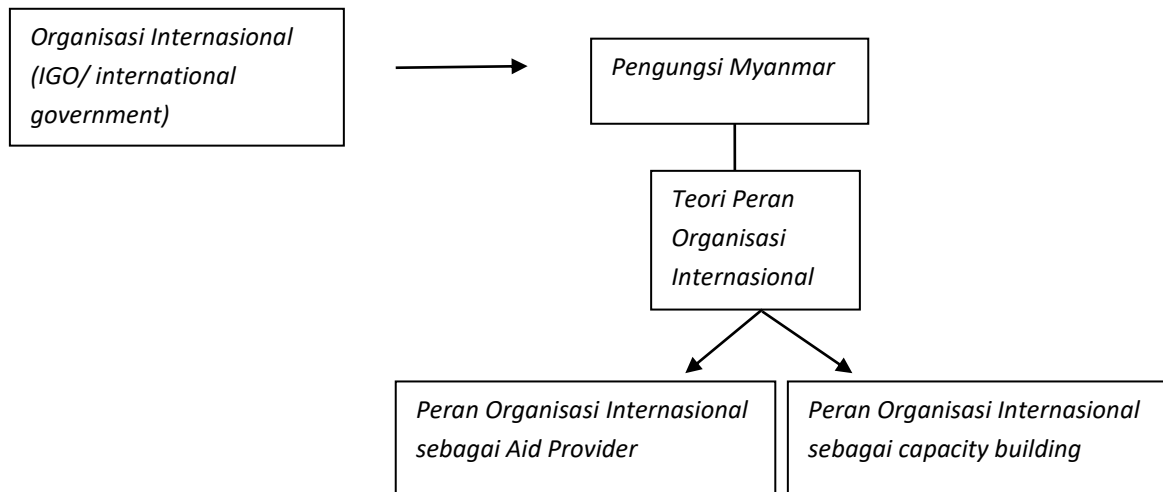 Organisasi Internasional
(IGO/ international
government)
Pengungsi Myanmar
Teori Peran
Organisasi
Internasional
Peran Organisasi Internasional
sebagai Aid Provider
Peran Organisasi Internasional
sebagai capacity building